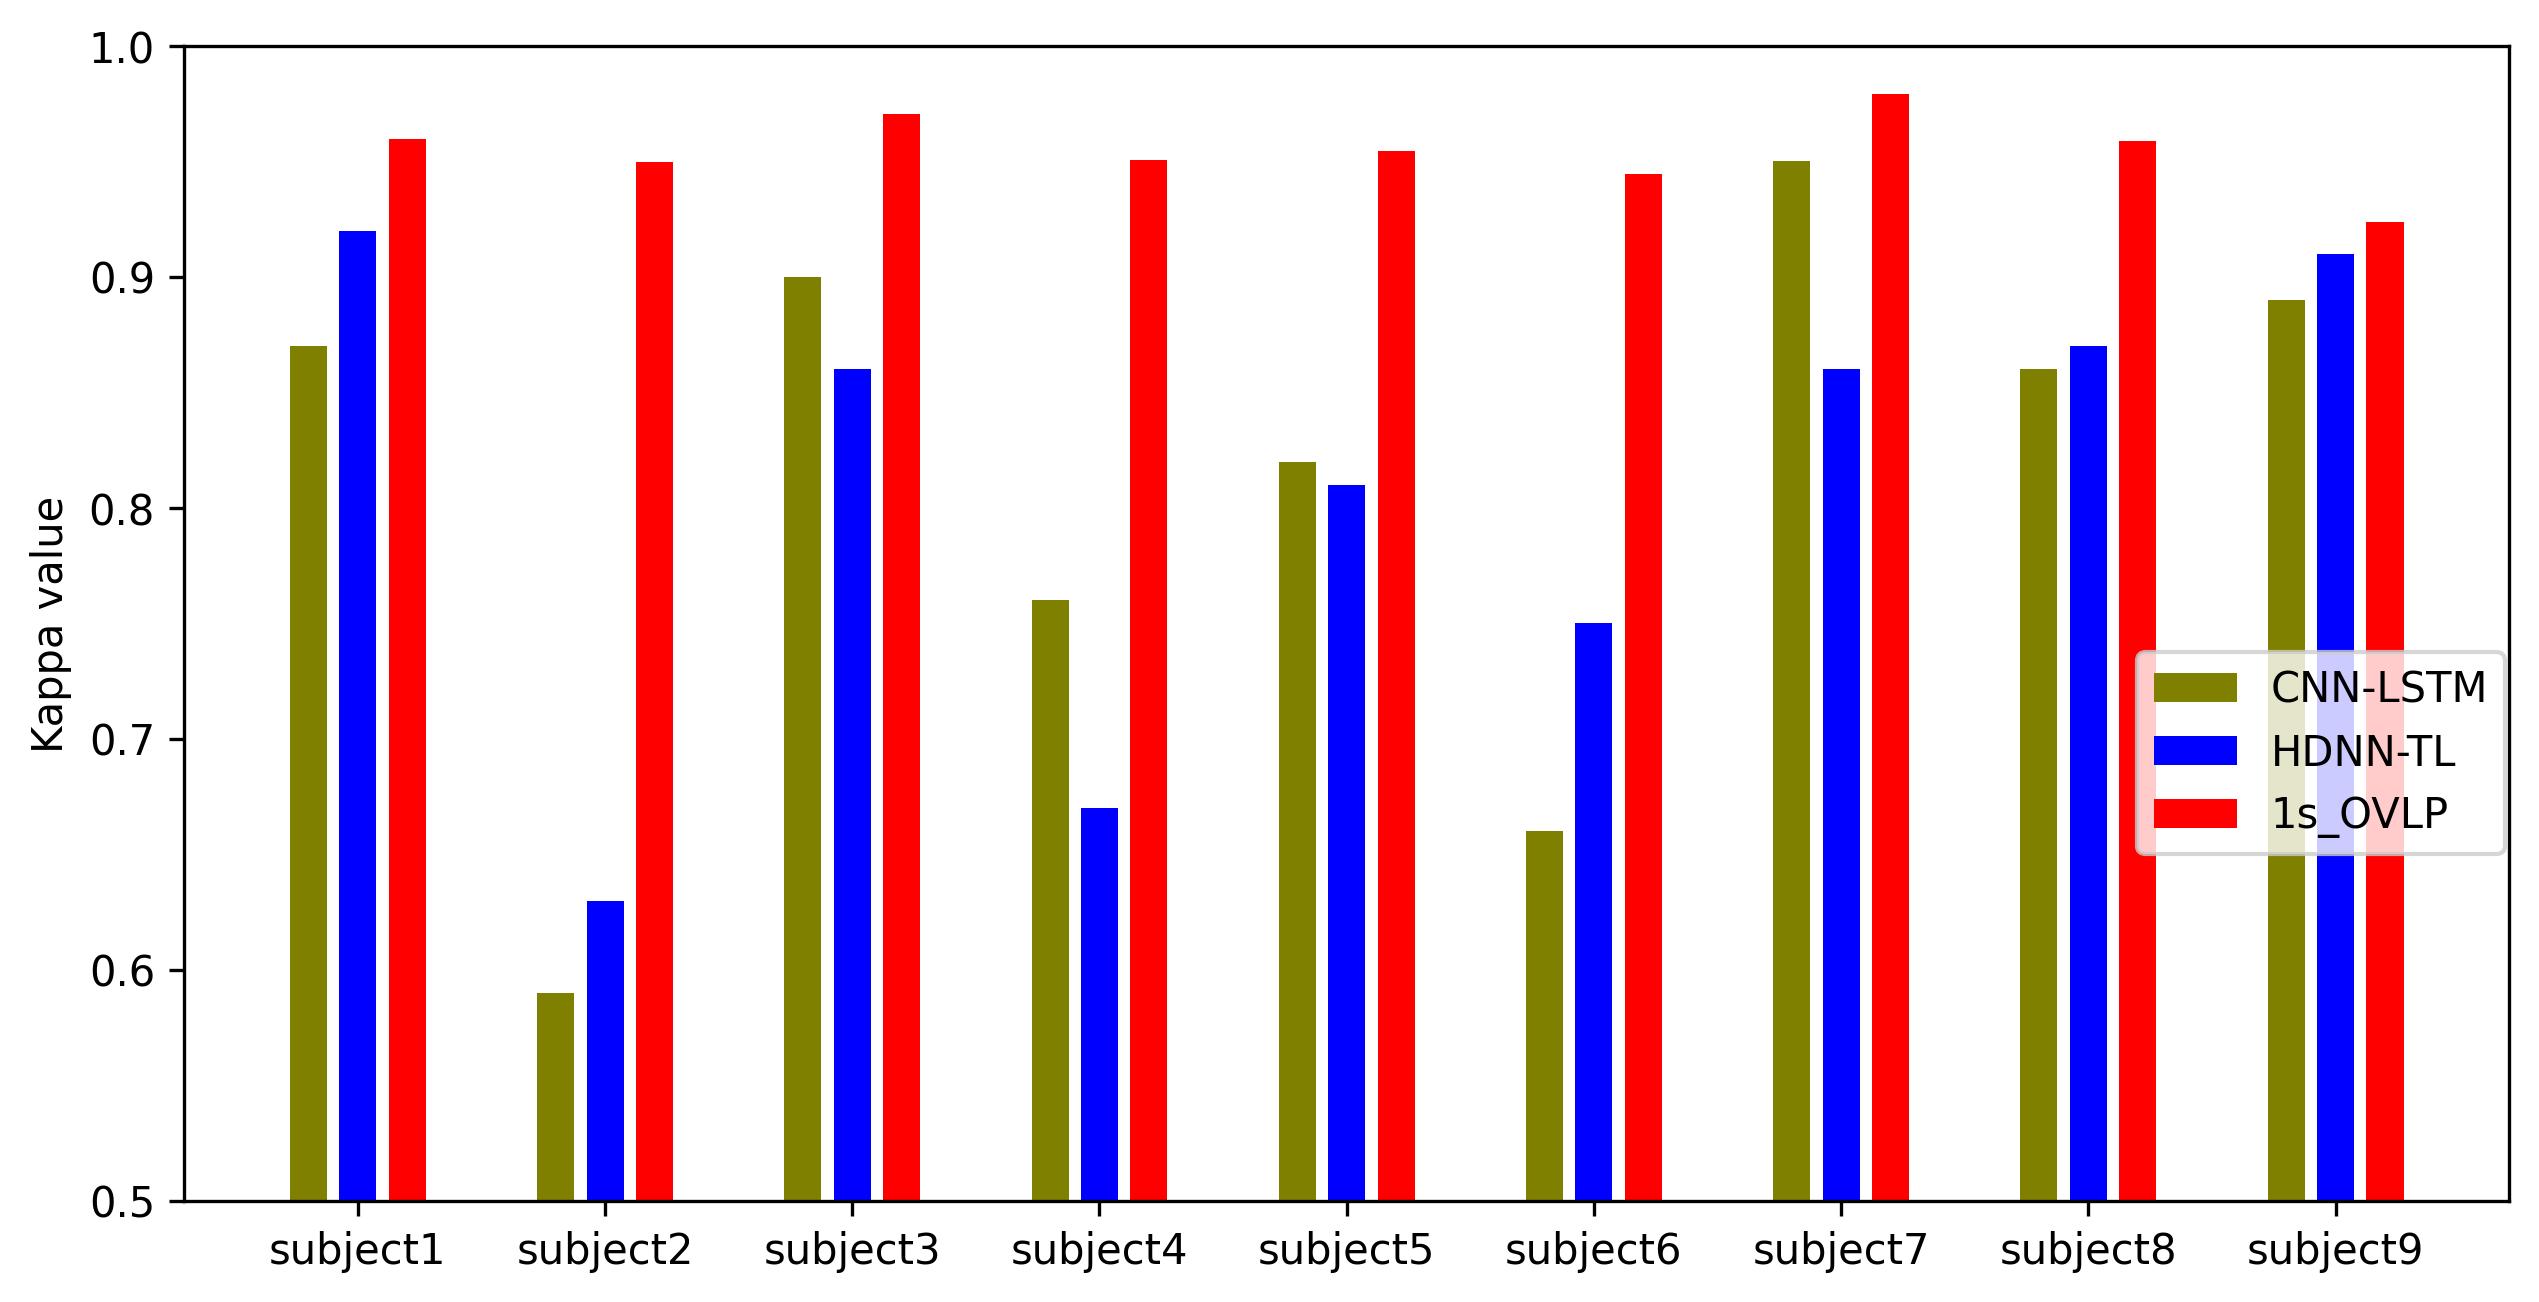 1.0
0.9
0.8
0.7
0.6
0.5
Kappa value
subject1 subject2 subject3 subject4 subject5 subject6 subject7 subject8 subject9
CNN-LSTM
HDNN-TL
1s_OVLP